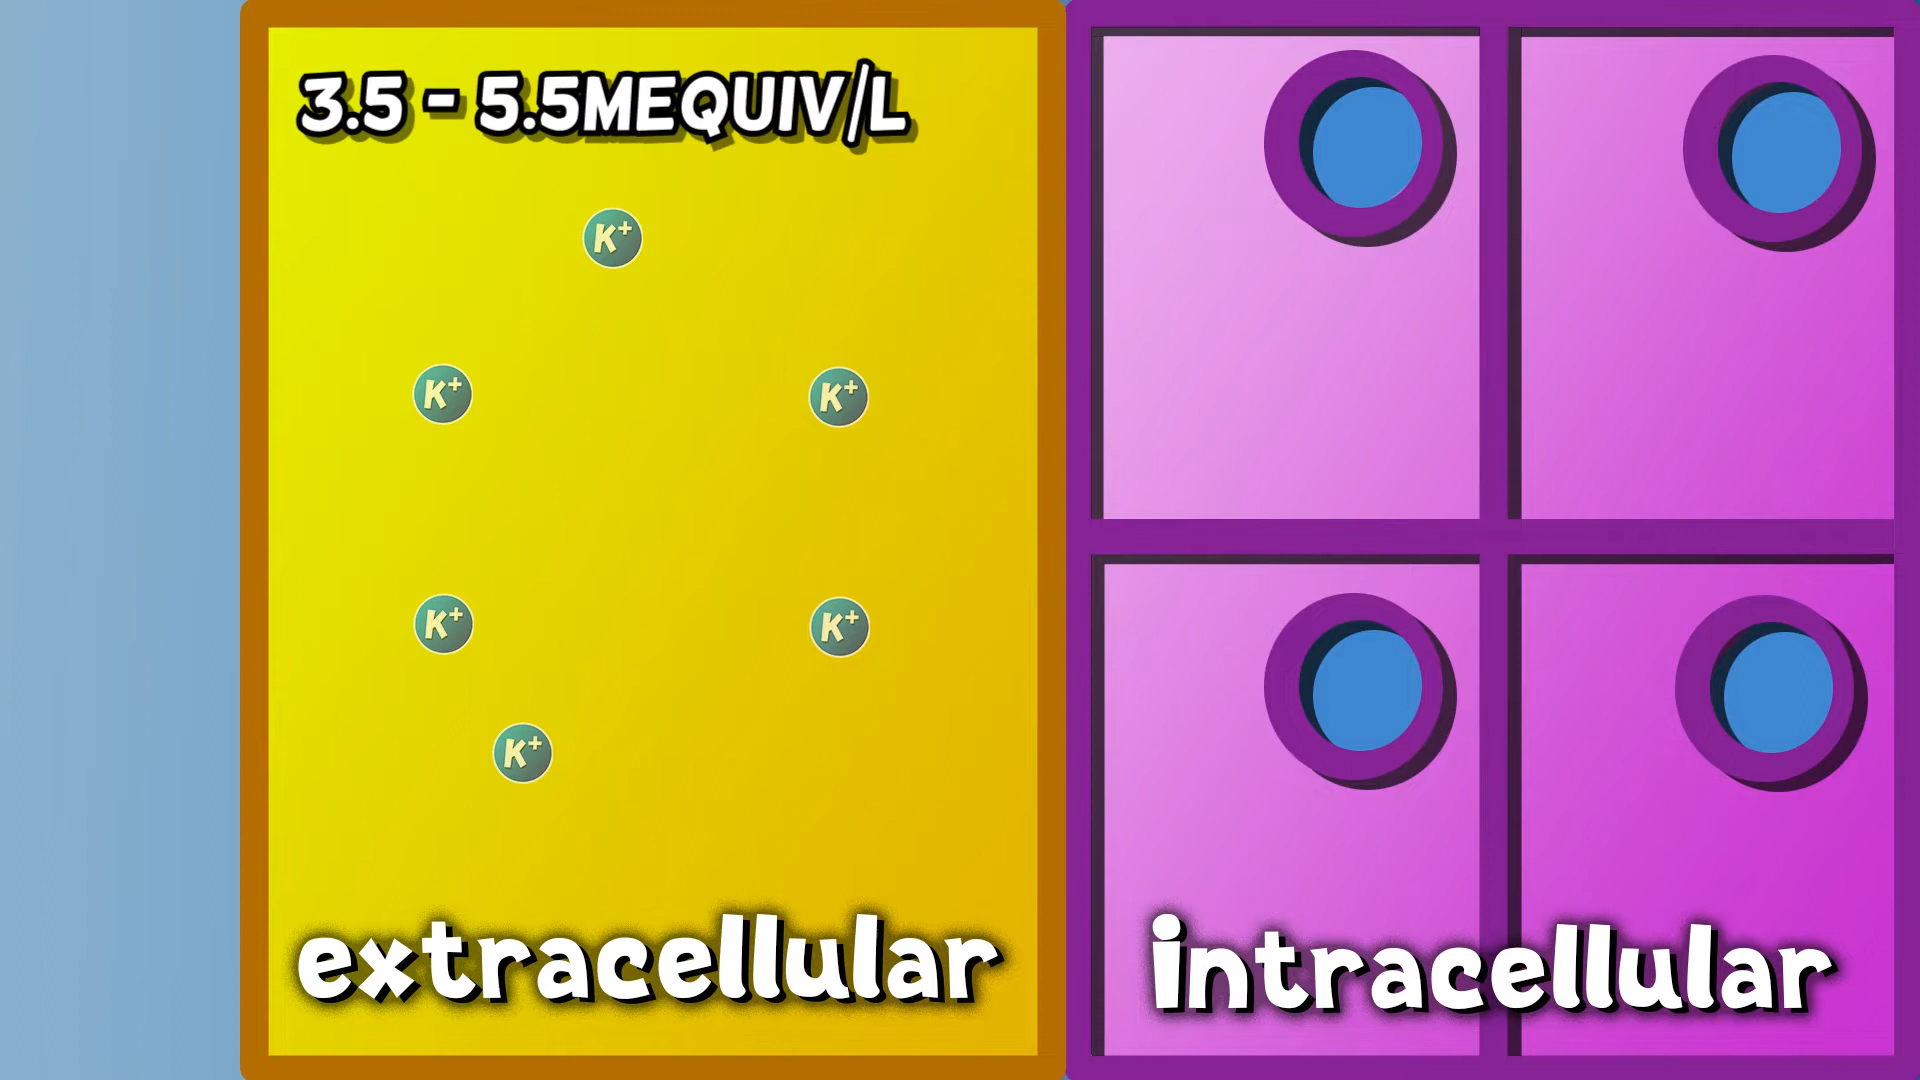 3.5 - 5.5MEQUIV/L
K+
K+
K+
K+
K+
K+
extracellular
intracellular